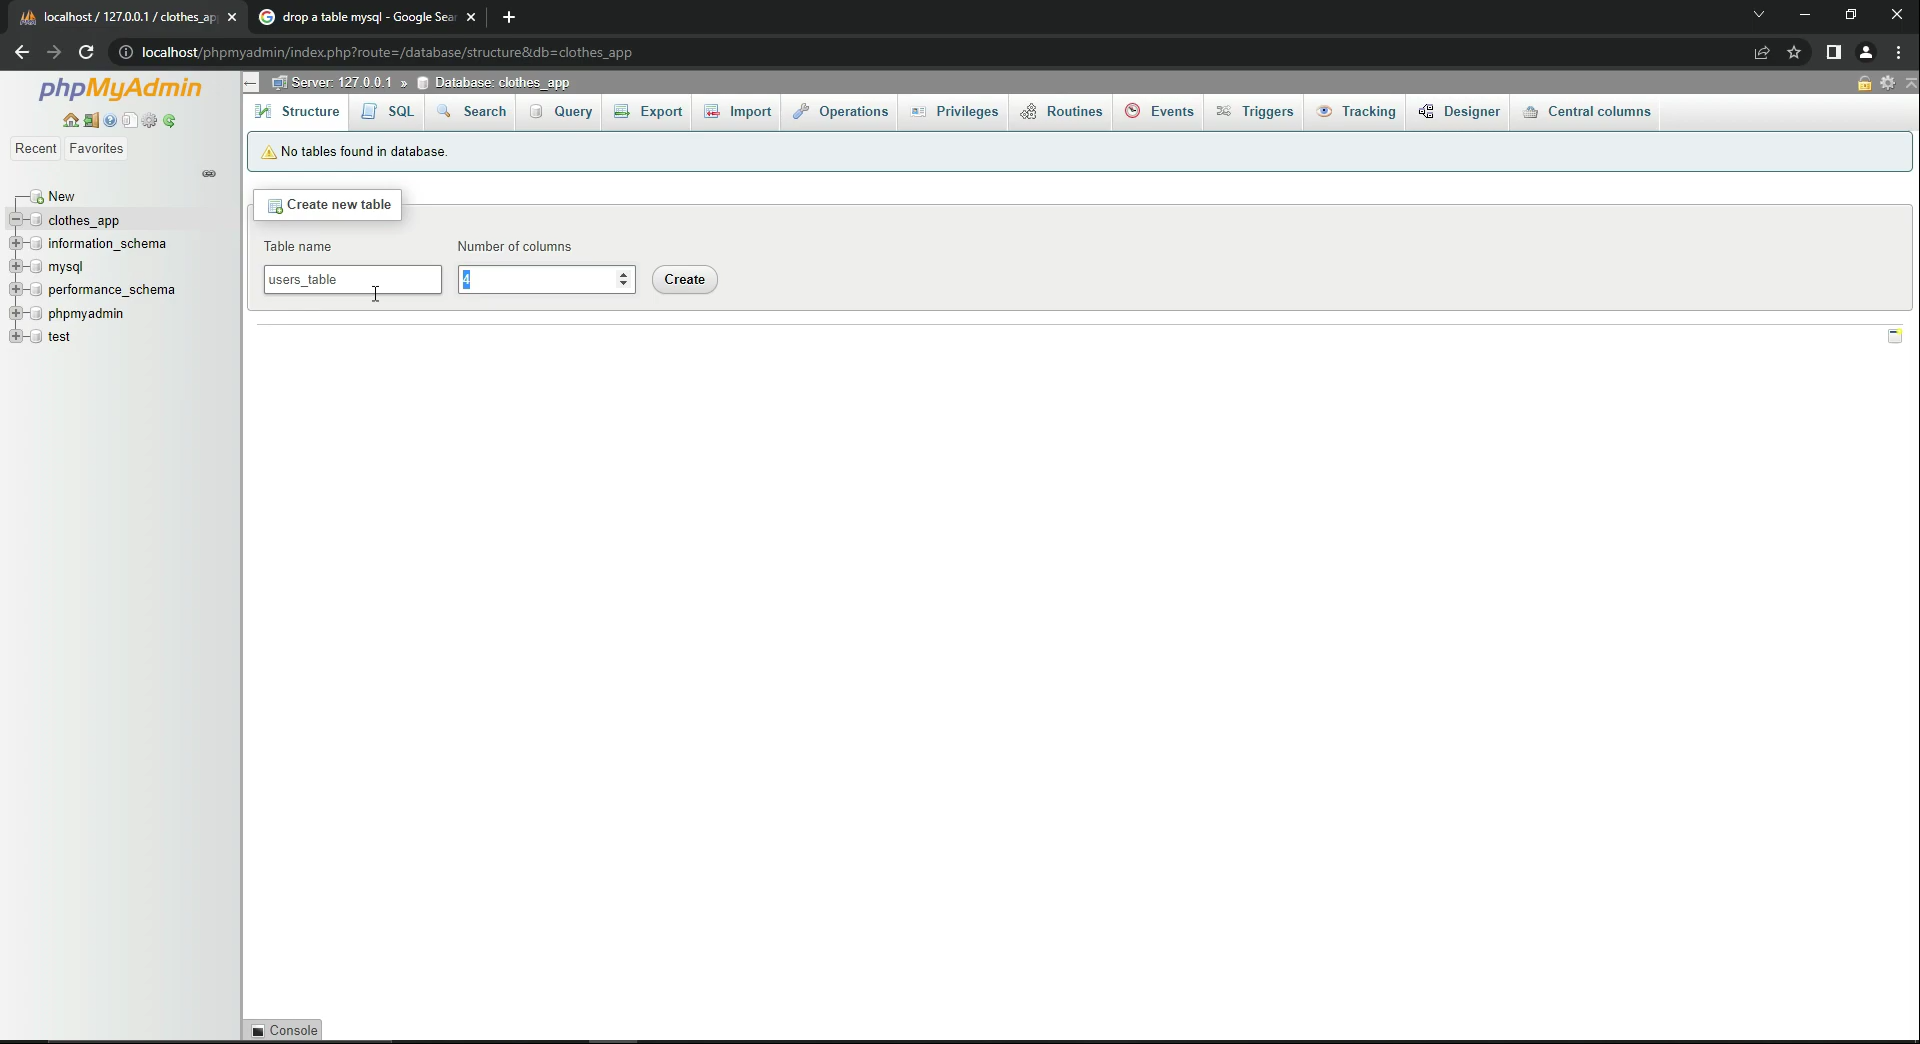 localhost / 127.0.0.1 / clothes_ap
drop a table mysql - Google Sear
localhost/phpmyadmin/index.php?route=/database/structure&db=clothes_app
phpMyAdmin
Recent
Favorites
New
clothes_app
information_schema
mysql
performance_schema
phpmyadmin
test
Server: 127.0.0.1 » Database: clothes_app
Structure
SQL
Search
Query
Export
Import
Operations
Privileges
Routines
Events
Triggers
Tracking
Designer
Central columns
No tables found in database.
Create new table
Table name
Number of columns
users_table
4
Create
Console